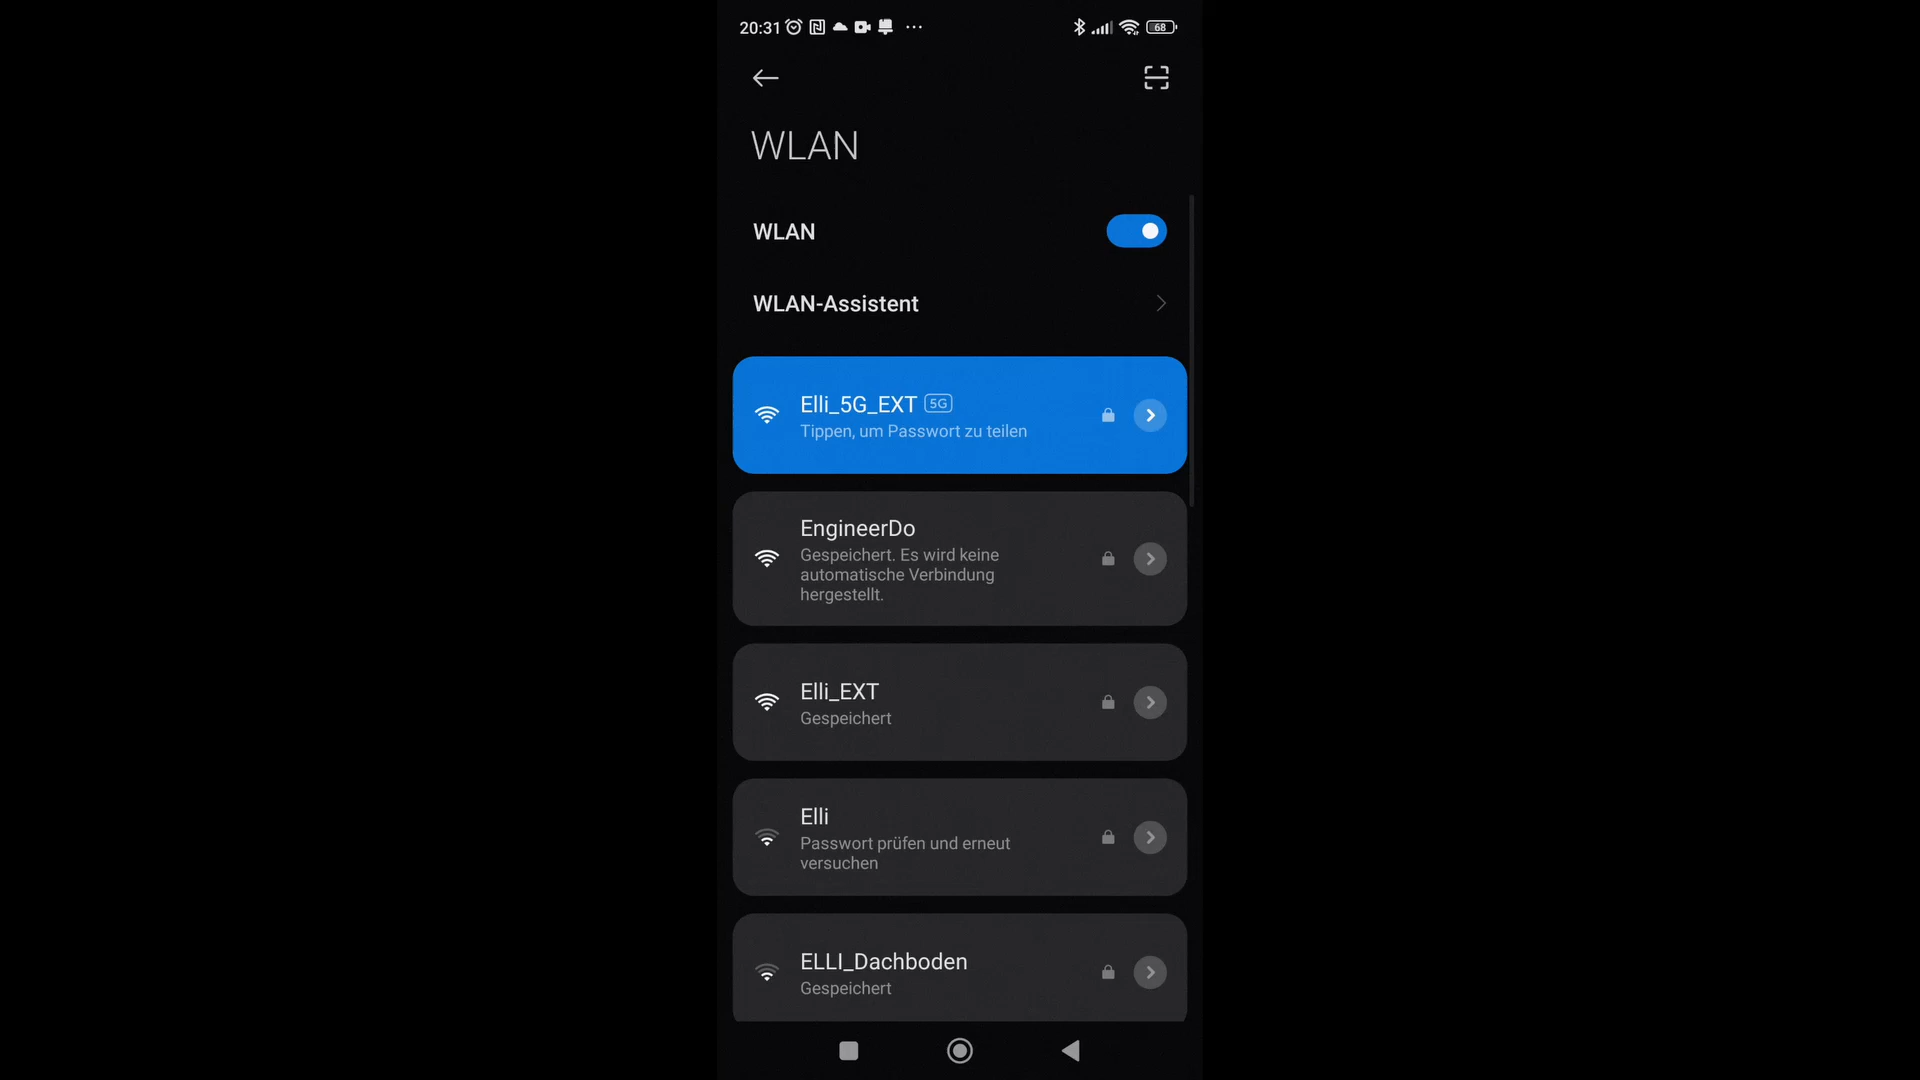 20:31
68
WLAN
WLAN
WLAN-Assistent
Elli_5G_EXT 5G
Tippen, um Passwort zu teilen
EngineerDo
Gespeichert. Es wird keine
automatische Verbindung
hergestellt.
Elli_EXT
Gespeichert
Elli
Passwort prüfen und erneut
versuchen
ELLI_Dachboden
Gespeichert